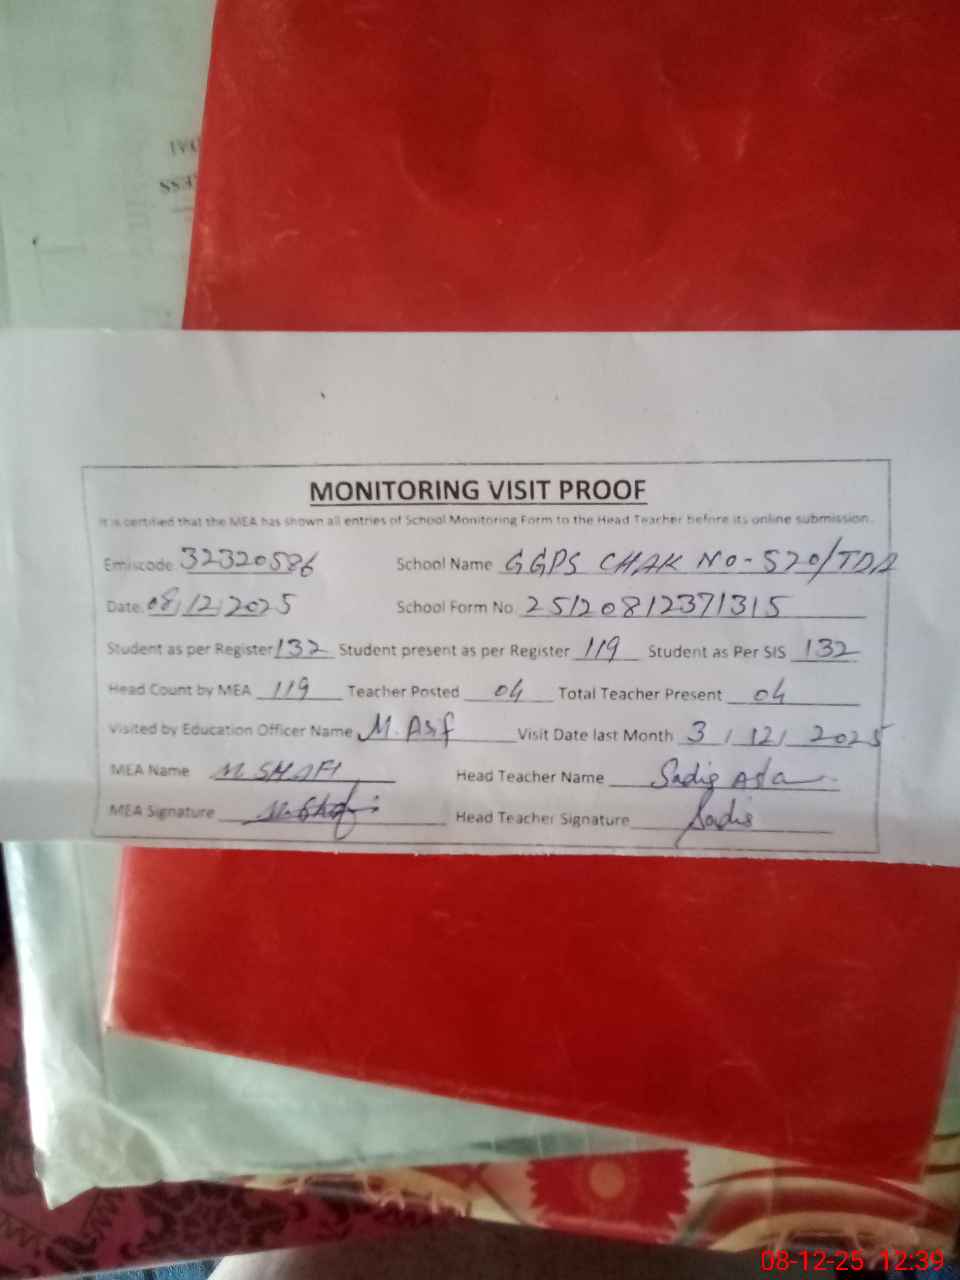 MONITORING VISIT PROOF
It is certified that the MEA has shown all entries of School Monitoring Form to the Head Teacher before its online submission.
Emiscode 32320586 School Name GGPS CHAK NO-520/TDA
Date. 08/12/2025 School Form No. 2512081237 1315
Student as per Register 132 Student present as per Register 119 Student as Per SIS 132
Head Count by MEA 119 Teacher Posted 04 Total Teacher Present 04
Visited by Education Officer Name M. Asif Visit Date last Month 3/12/2025
MEA Name M. SHAFI Head Teacher Name Sadiq
MEA Signature M. Shafi Head Teacher Signature Sadiq
08-12-25 12:39